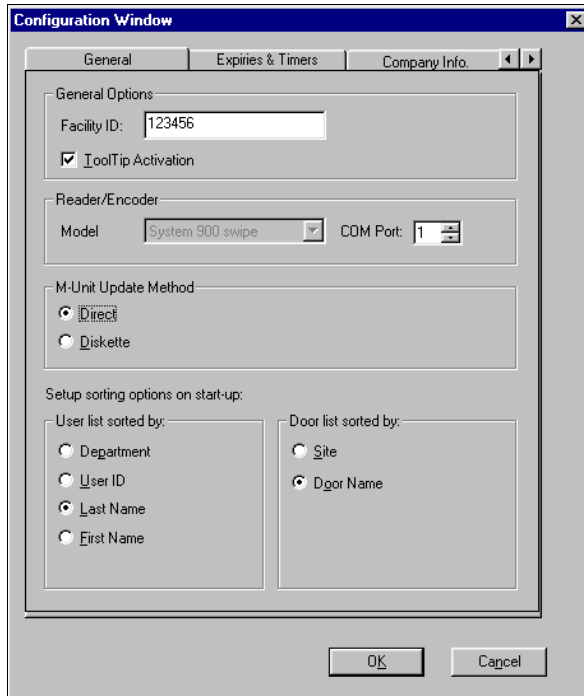 Configuration Window
General Expiries & Timers Company Info.
General Options
Facility ID: 123456
ToolTip Activation
Reader/Encoder
Model System 900 swipe COM Port: 1
M-Unit Update Method
Direct
Diskette
Setup sorting options on start-up:
User list sorted by: Door list sorted by:
Department Site
User ID Door Name
Last Name
First Name
OK Cancel